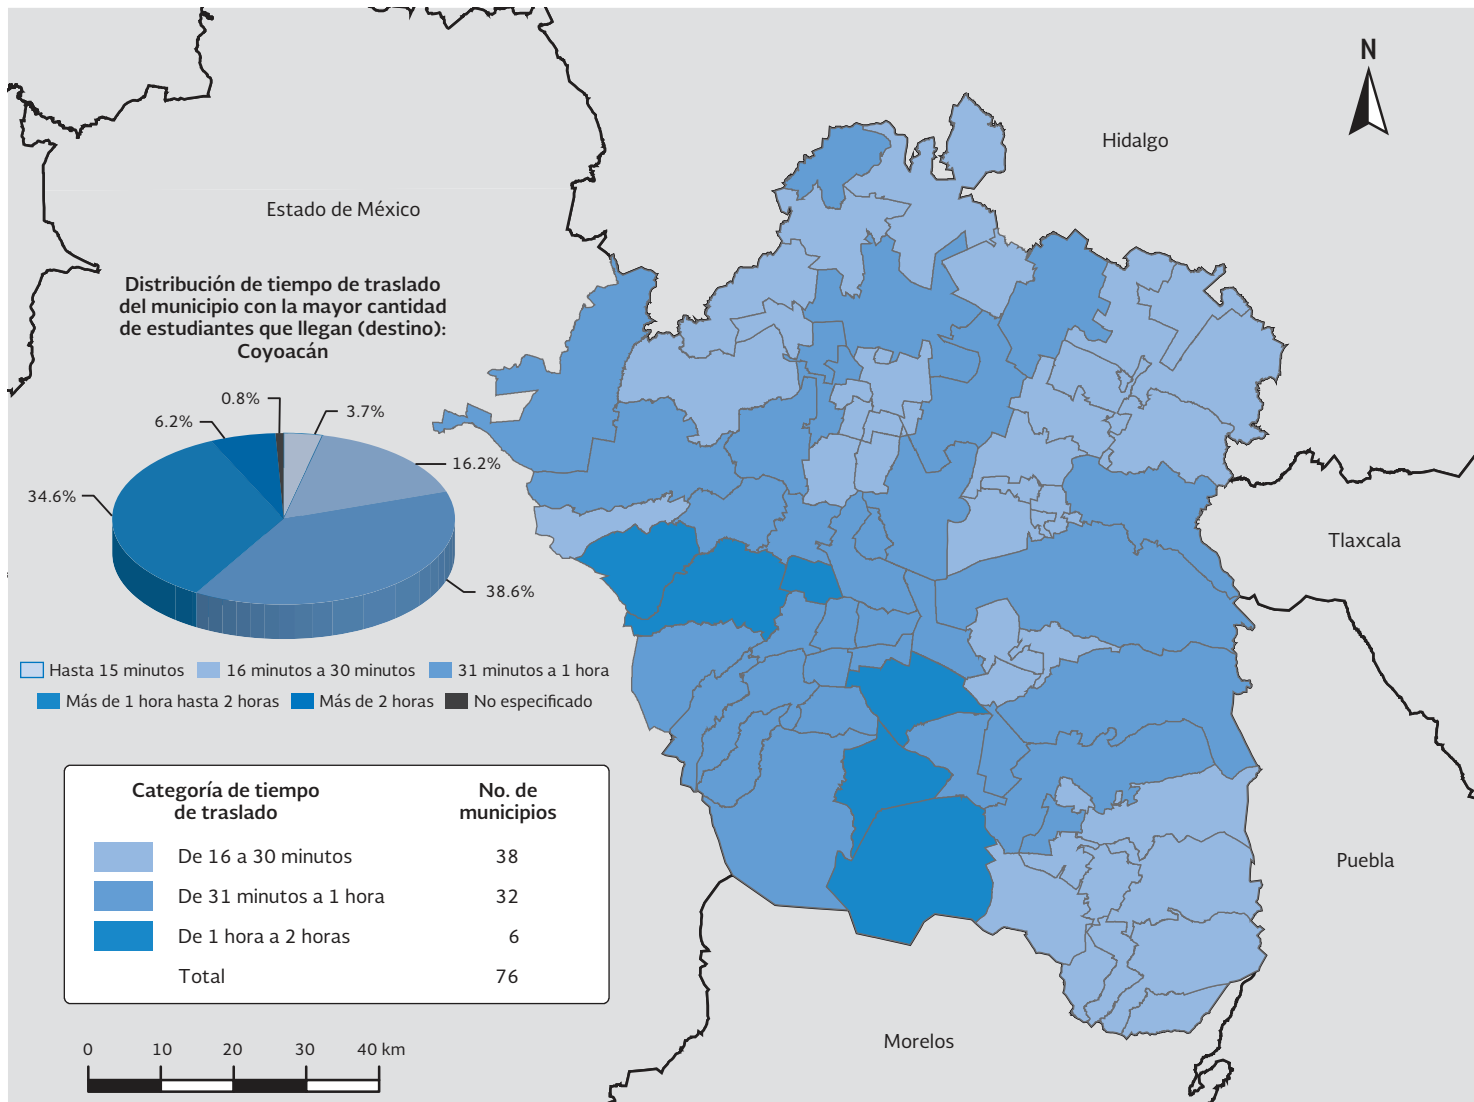 N
Hidalgo
Estado de México
Distribución de tiempo de traslado
del municipio con la mayor cantidad
de estudiantes que llegan (destino):
Coyoacán
0.8%
3.7%
6.2%
16.2%
34.6%
38.6%
Tlaxcala
Hasta 15 minutos
16 minutos a 30 minutos
31 minutos a 1 hora
Más de 1 hora hasta 2 horas
Más de 2 horas
No especificado
Categoría de tiempo
de traslado
No. de
municipios
De 16 a 30 minutos 38
De 31 minutos a 1 hora 32
De 1 hora a 2 horas 6
Total 76
Puebla
Morelos
0 10 20 30 40 km